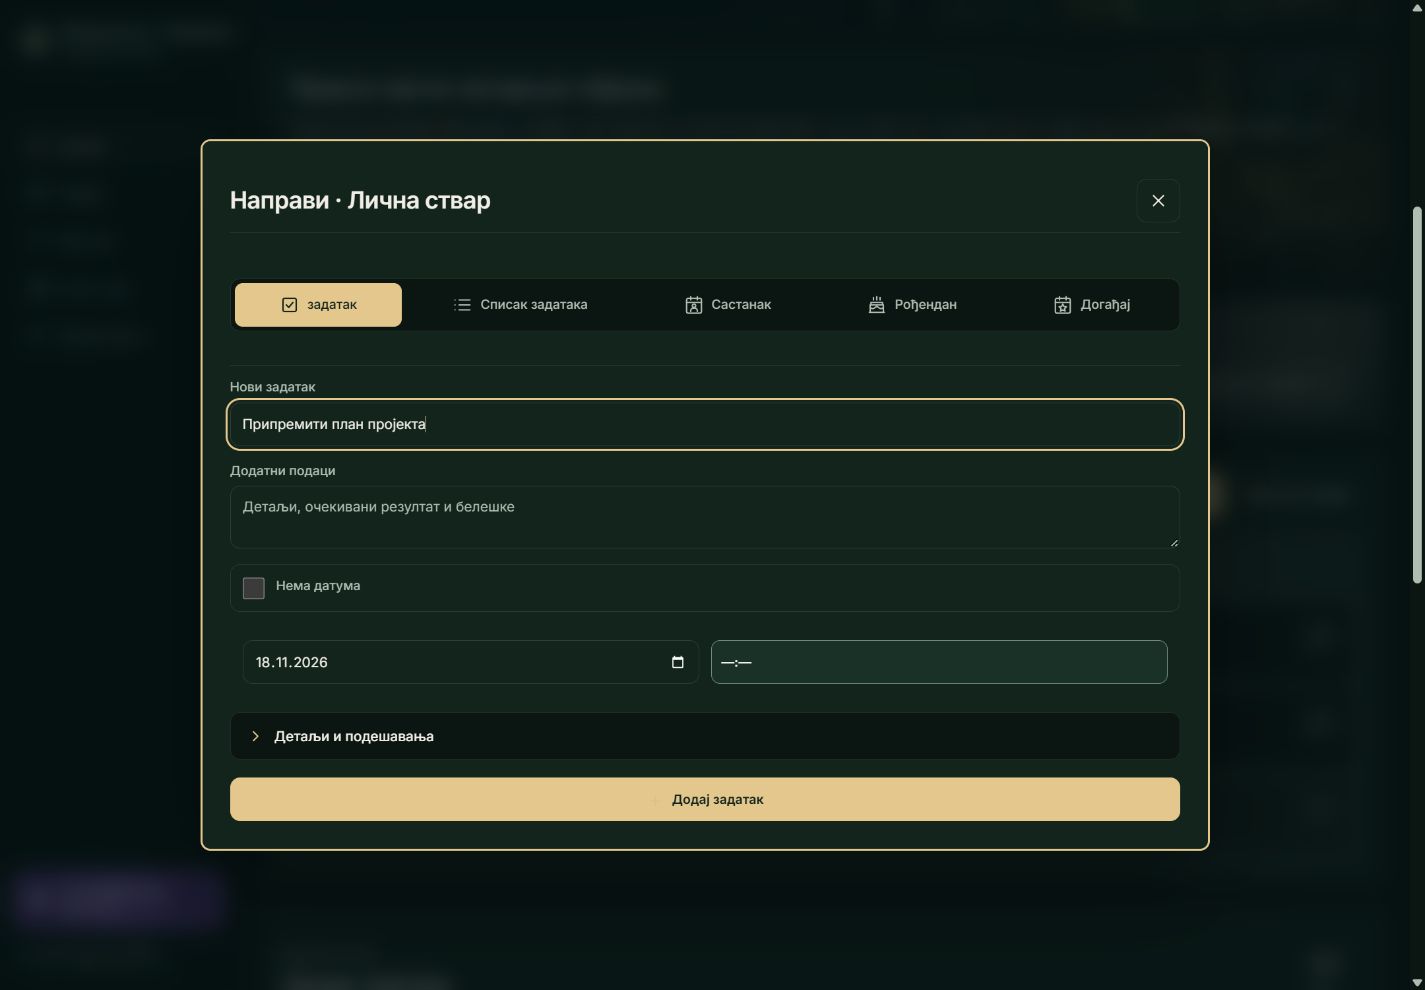 Направи · Лична ствар
задатак
Списак задатака
Састанак
Рођендан
Догађај
Нови задатак
Припремити план пројекта
Додатни подаци
Детаљи, очекивани резултат и белешке
Нема датума
18.11.2026
--:--
Детаљи и подешавања
Додај задатак